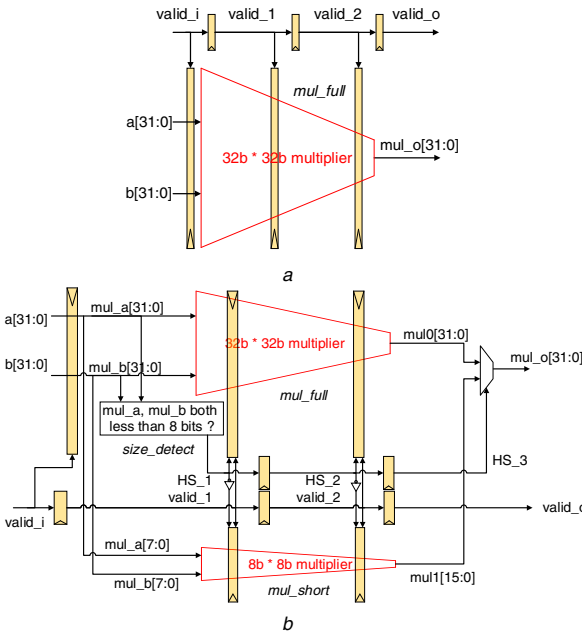 valid_i valid_1 valid_2 valid_o
mul_full
a[31:0]
mul_o[31:0]
32b * 32b multiplier
b[31:0]
a
mul_a[31:0]
a[31:0]
32b * 32b multiplier
mul0[31:0]
mul_o[31:0]
b[31:0]
mul_b[31:0]
mul_full
mul_a, mul_b both
less than 8 bits ?
size_detect
HS_1 HS_2 HS_3
valid_1 valid_2
valid_i valid_o
mul_a[7:0]
8b * 8b multiplier
mul1[15:0]
mul_b[7:0]
mul_short
b